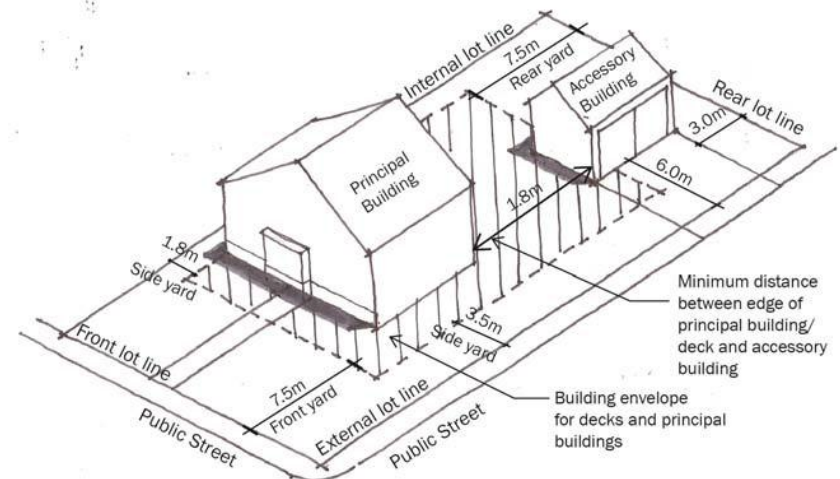 Internal lot line
7.5m
Rear yard
Accessory
Building
Rear lot line
3.0m
6.0m
Principal
Building
1.8m
1.8m
Side yard
3.5m
Side yard
Minimum distance
between edge of
principal building/
deck and accessory
building
Front lot line
7.5m
Front yard
External lot line
Building envelope
for decks and principal
buildings
Public Street
Public Street